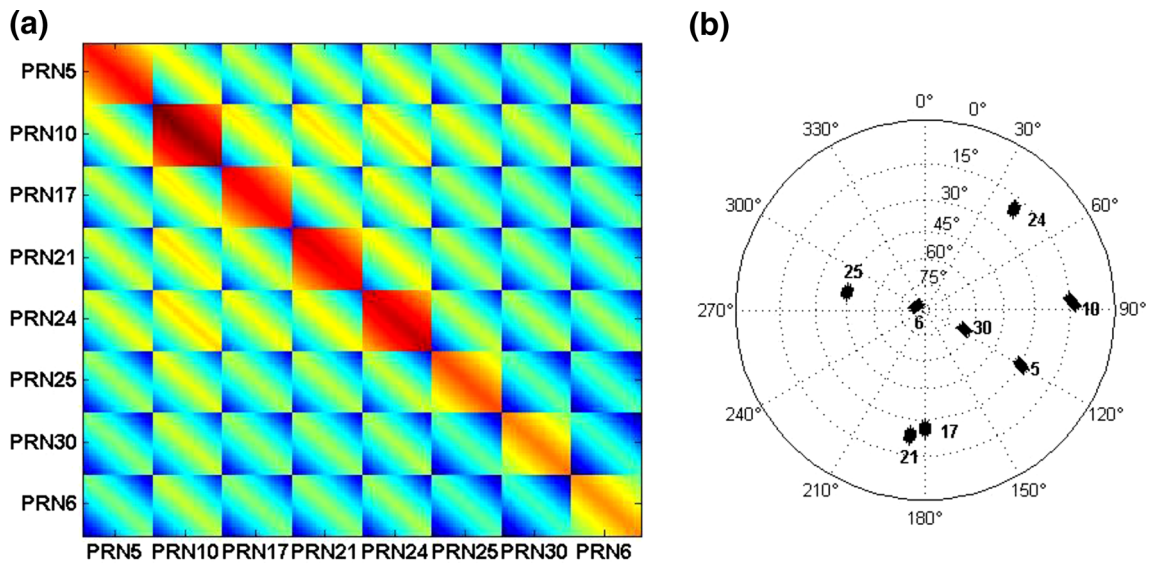 (a)
PRN5
PRN10
PRN17
PRN21
PRN24
PRN25
PRN30
PRN6
PRN5 PRN10 PRN17 PRN21 PRN24 PRN25 PRN30 PRN6
(b)
0° 0°
330° 30°
15°
300° 30° 60°
24
45°
60°
25 75°
270° 6 10 90°
30
5
240° 120°
17
21
210° 150°
180°